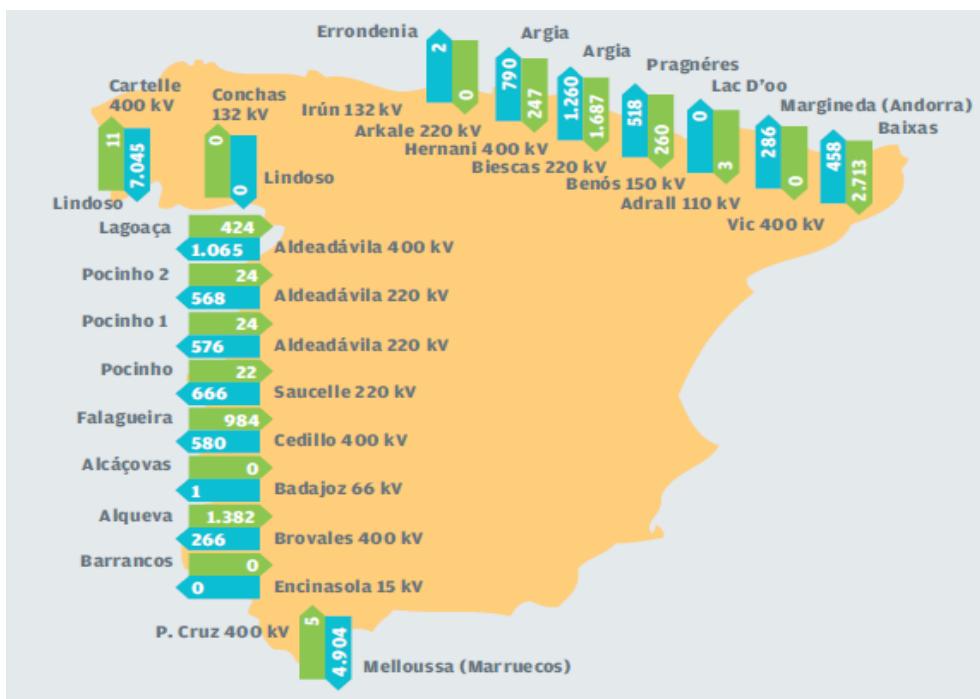 Errondenia
2
0
Argia
790
247
Argia
1.260
1.687
Pragnéres
518
260
Lac D'oo
0
3
Margineda (Andorra)
286
0
Baixas
458
2.713
Irún 132 kV
Arkale 220 kV
Hernani 400 kV
Biescas 220 kV
Benós 150 kV
Adrall 110 kV
Vic 400 kV
Cartelle
400 kV
11
7.045
Lindoso
Conchas
132 kV
0
0
Lindoso
Lagoaça
424
1.065
Aldeadávila 400 kV
Pocinho 2
24
568
Aldeadávila 220 kV
Pocinho 1
24
576
Aldeadávila 220 kV
Pocinho
22
666
Saucelle 220 kV
Falagueira
984
580
Cedillo 400 kV
Alcáçovas
0
1
Badajoz 66 kV
Alqueva
1.382
266
Brovales 400 kV
Barrancos
0
0
Encinasola 15 kV
P. Cruz 400 kV
5
4.904
Melloussa (Marruecos)